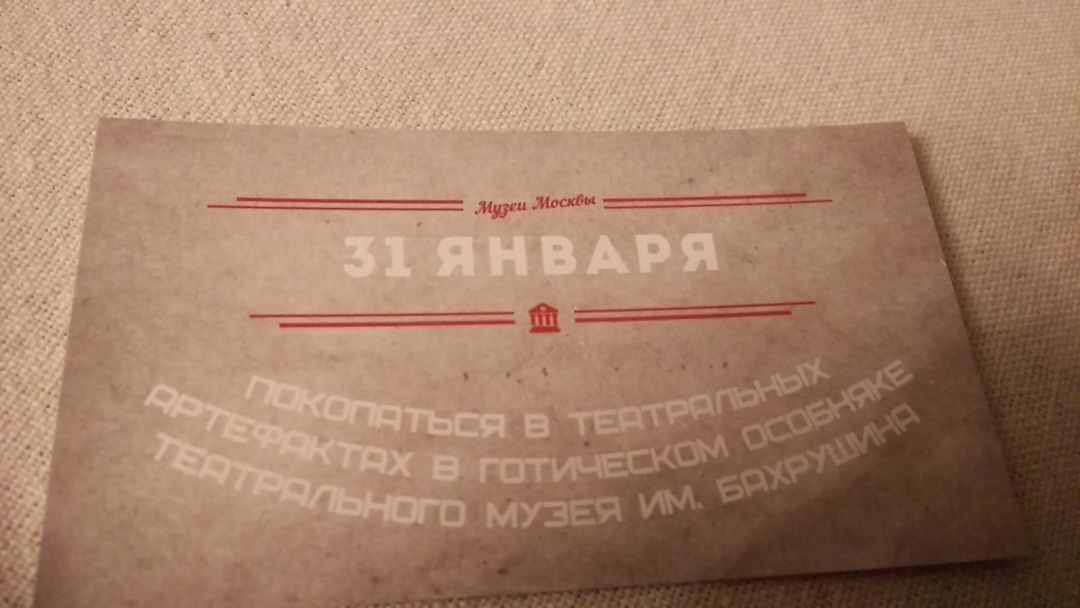 Музеи Москвы
31 ЯНВАРЯ
ПОКОПАТЬСЯ В ТЕАТРАЛЬНЫХ
АРТЕФАКТАХ В ГОТИЧЕСКОМ ОСОБНЯКЕ
ТЕАТРАЛЬНОГО МУЗЕЯ ИМ. БАХРУШИНА